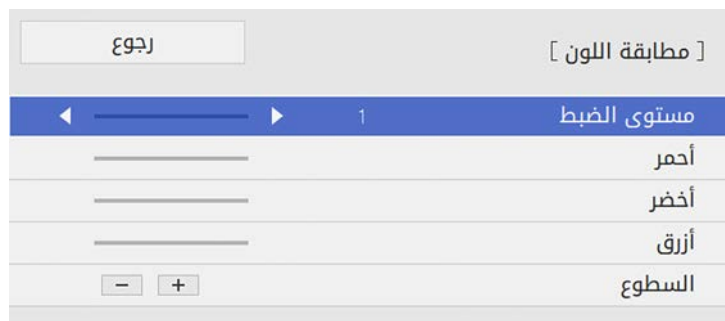 [ مطابقة اللون ] رجوع
مستوى الضبط 1
أحمر
أخضر
أزرق
السطوع + −